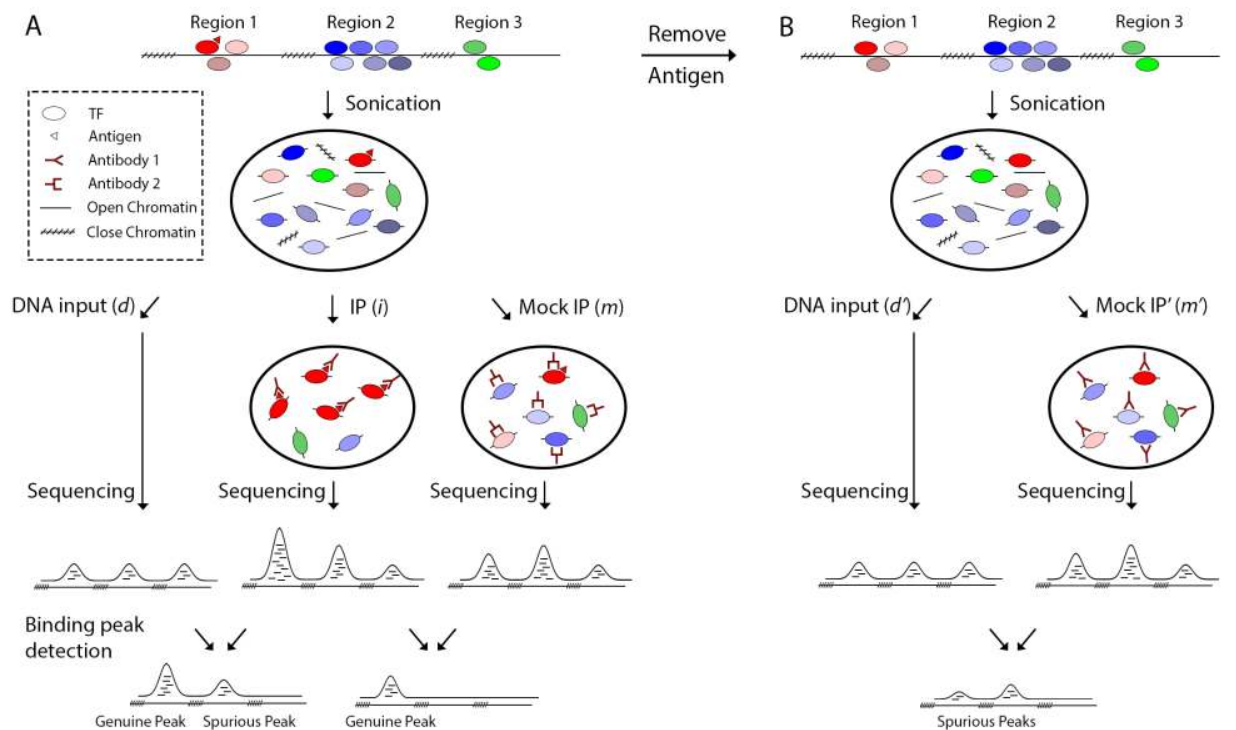 A
Region 1
Region 2
Region 3
Remove
Antigen
B
Region 1
Region 2
Region 3
Sonication
Sonication
TF
Antigen
Antibody 1
Antibody 2
Open Chromatin
Close Chromatin
DNA input (d)
IP (i)
Mock IP (m)
DNA input (d')
Mock IP' (m')
Sequencing
Sequencing
Sequencing
Sequencing
Sequencing
Binding peak
detection
Genuine Peak
Spurious Peak
Genuine Peak
Spurious Peaks